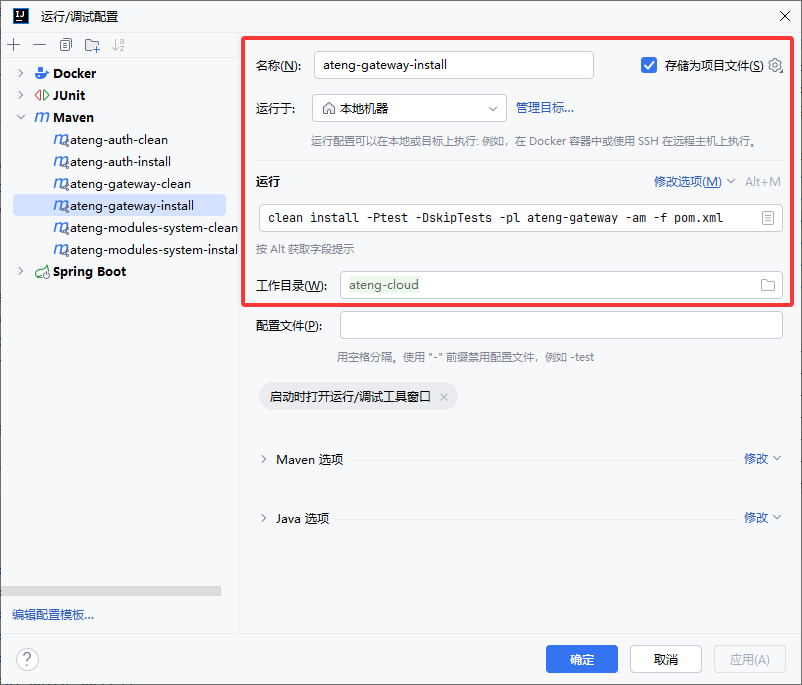 运行/调试配置
Docker
JUnit
Maven
ateng-auth-clean
ateng-auth-install
ateng-gateway-clean
ateng-gateway-install
ateng-modules-system-clean
ateng-modules-system-instal
Spring Boot
编辑配置模板...
名称(N): ateng-gateway-install 存储为项目文件(S)
运行于: 本地机器 管理目标...
运行配置可以在本地或目标上执行: 例如，在 Docker 容器中或使用 SSH 在远程主机上执行。
运行 修改选项(M) Alt+M
clean install -Ptest -DskipTests -pl ateng-gateway -am -f pom.xml
按 Alt 获取字段提示
工作目录(W): ateng-cloud
配置文件(P):
用空格分隔。使用 "-" 前缀禁用配置文件，例如 -test
启动时打开运行/调试工具窗口
Maven 选项 修改
Java 选项 修改
? 确定 取消 应用(A)